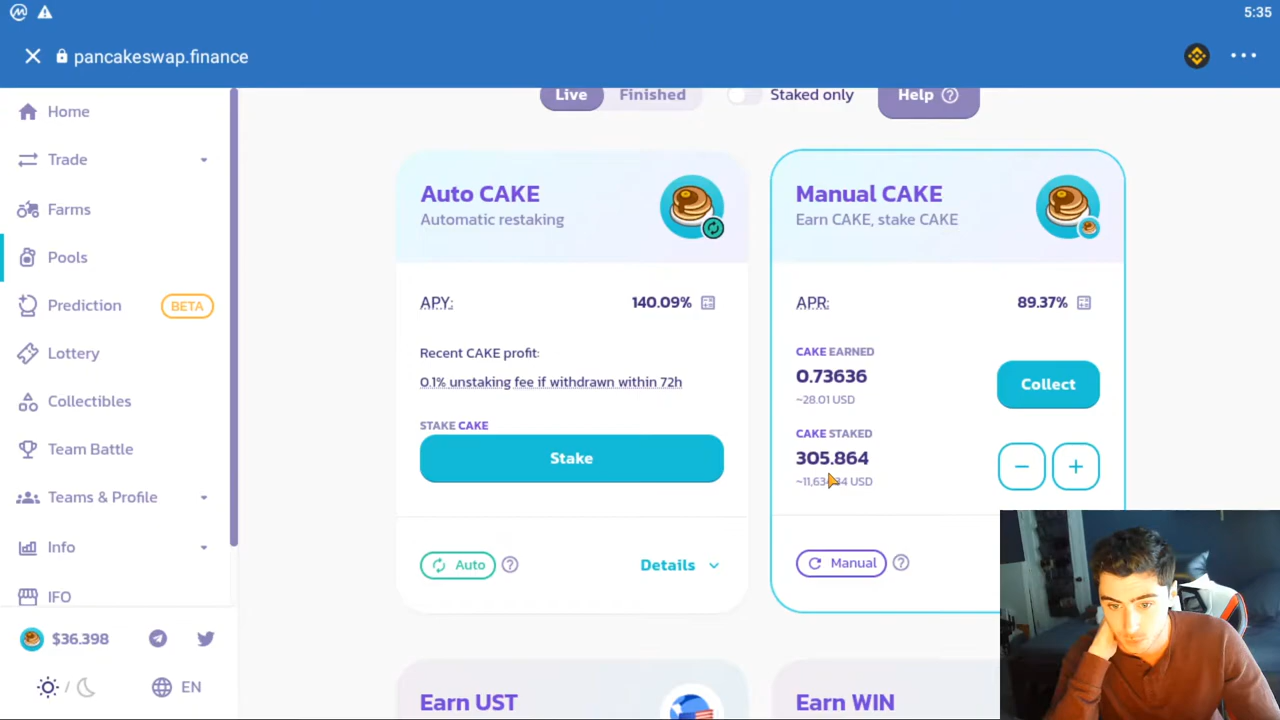 5:35
pancakeswap.finance
Home
Trade
Farms
Pools
Prediction BETA
Lottery
Collectibles
Team Battle
Teams & Profile
Info
IFO
$36.398
EN
Live Finished Staked only Help
Auto CAKE
Automatic restaking
APY: 140.09%
Recent CAKE profit:
0.1% unstaking fee if withdrawn within 72h
STAKE CAKE
Stake
Auto
Details
Manual CAKE
Earn CAKE, stake CAKE
APR: 89.37%
CAKE EARNED
0.73636
~28.01 USD
Collect
CAKE STAKED
305.864
USD
Manual
Earn UST
Earn WIN